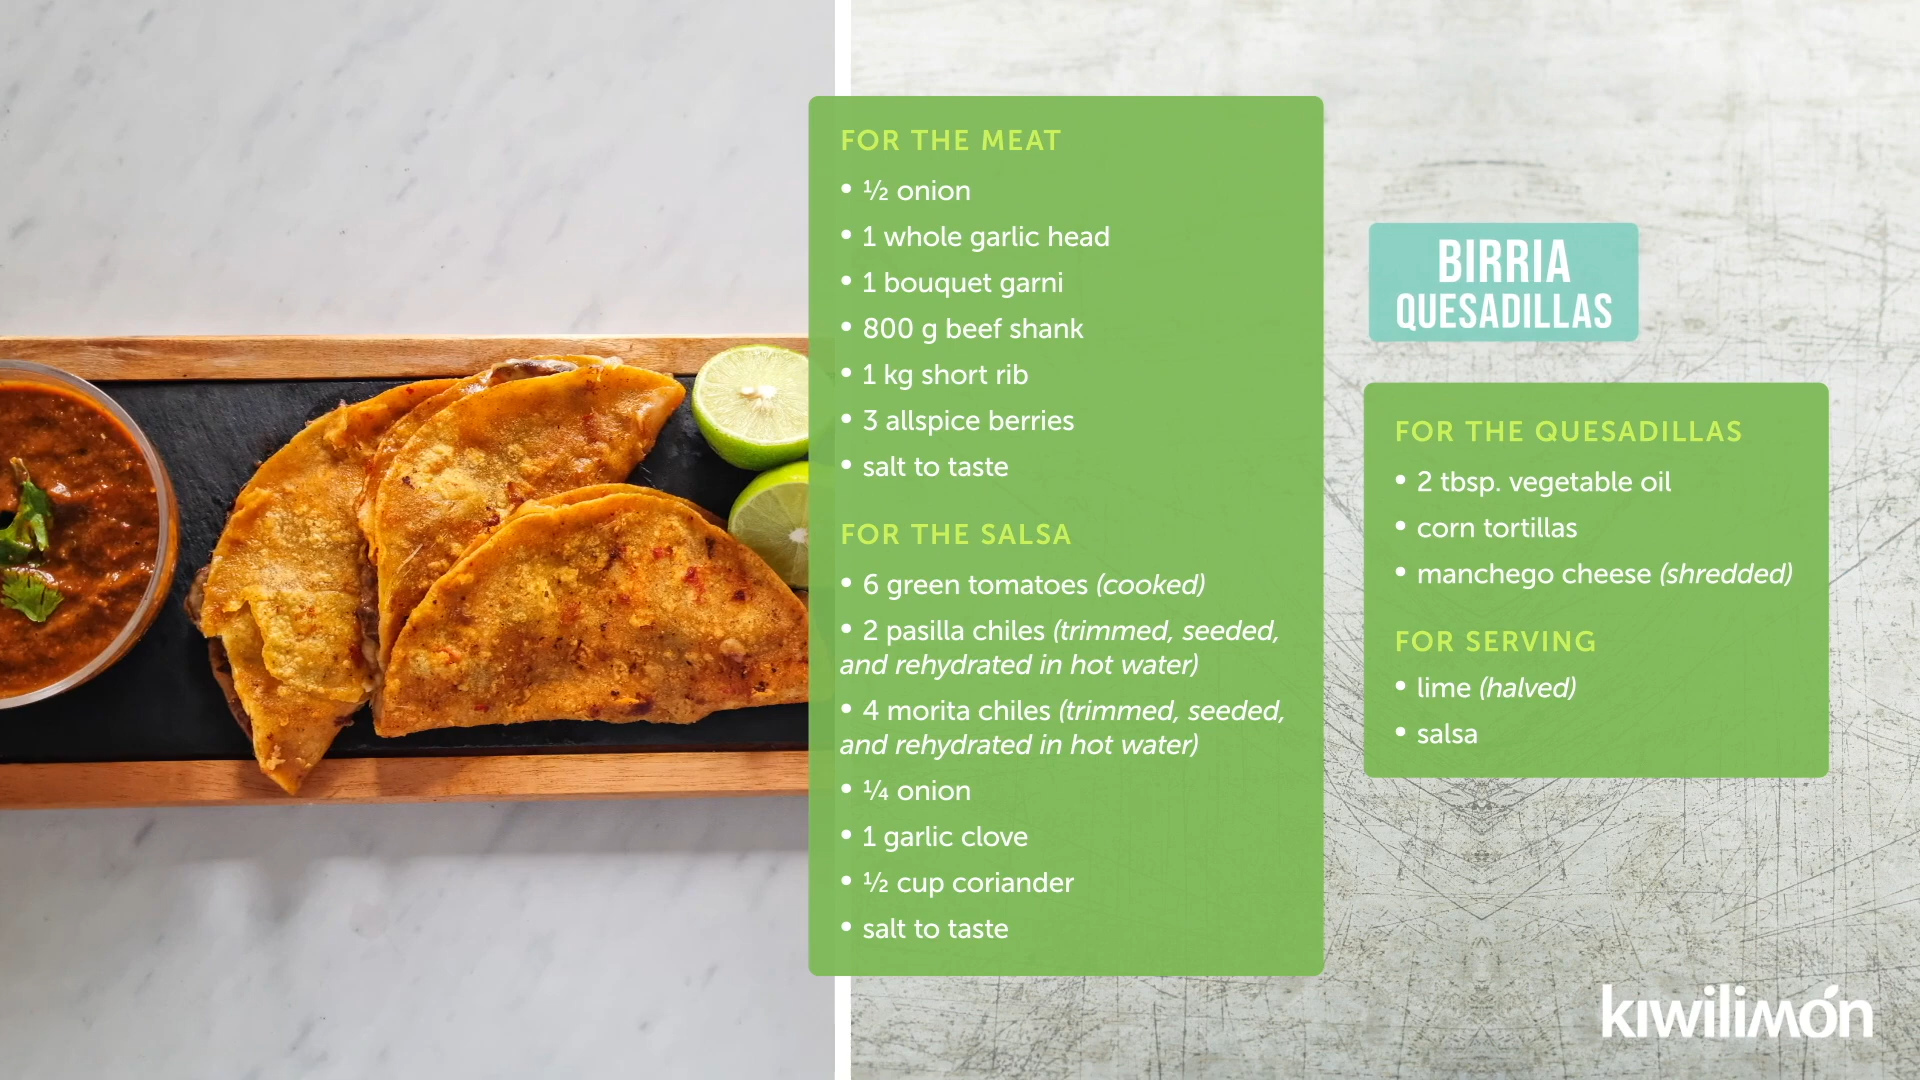 FOR THE MEAT
• ½ onion
• 1 whole garlic head
• 1 bouquet garni
• 800 g beef shank
• 1 kg short rib
• 3 allspice berries
• salt to taste
FOR THE SALSA
• 6 green tomatoes (cooked)
• 2 pasilla chiles (trimmed, seeded,
and rehydrated in hot water)
• 4 morita chiles (trimmed, seeded,
and rehydrated in hot water)
• ¼ onion
• 1 garlic clove
• ½ cup coriander
• salt to taste
BIRRIA
QUESADILLAS
FOR THE QUESADILLAS
• 2 tbsp. vegetable oil
• corn tortillas
• manchego cheese (shredded)
FOR SERVING
• lime (halved)
• salsa
kiwilimón